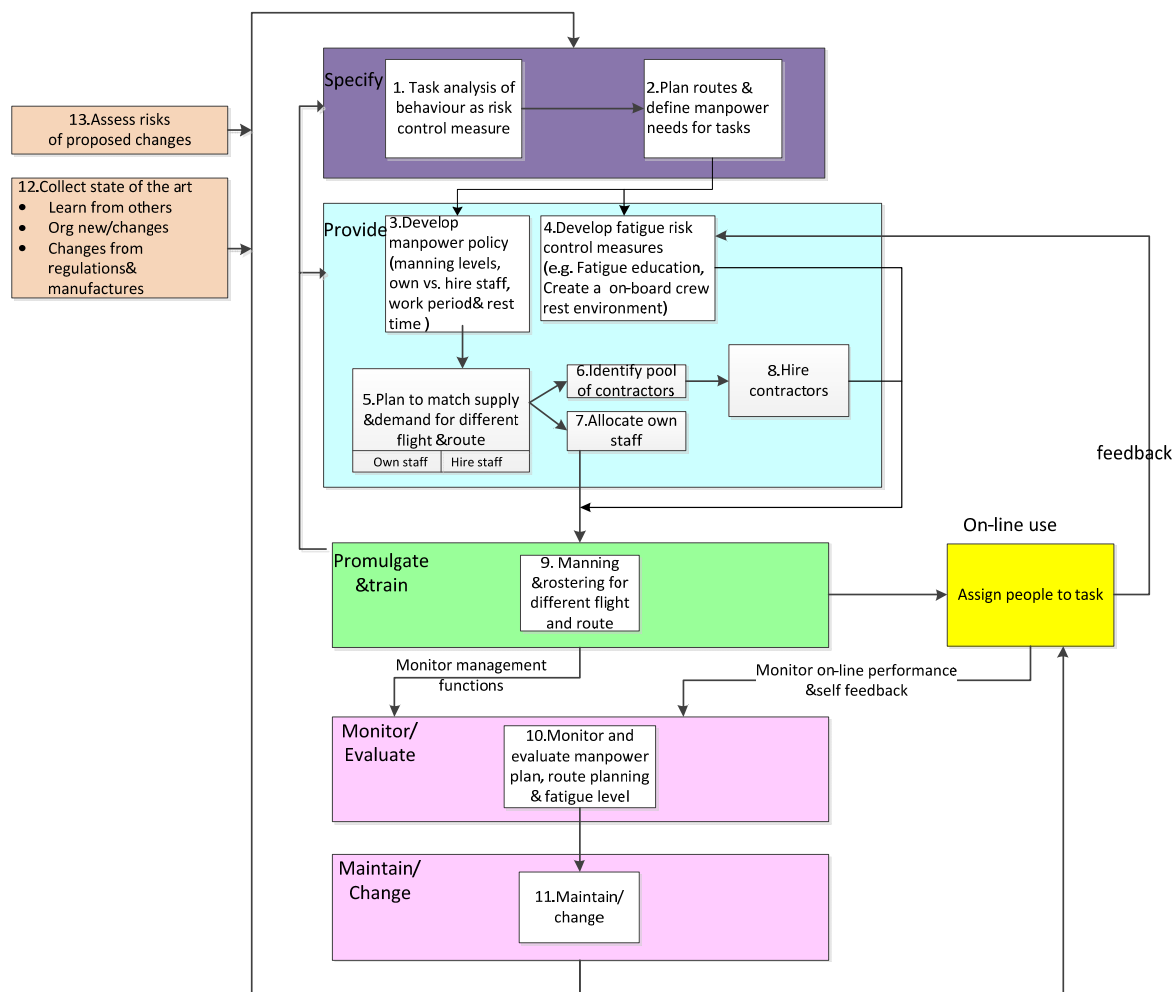 Specify
1. Task analysis of
behaviour as risk
control measure
2.Plan routes &
define manpower
needs for tasks
13.Assess risks
of proposed changes
12.Collect state of the art
• Learn from others
• Org new/changes
• Changes from
regulations&
manufactures
Provide
3.Develop
manpower policy
(manning levels,
own vs. hire staff,
work period& rest
time )
4.Develop fatigue risk
control measures
(e.g. Fatigue education,
Create a on-board crew
rest environment)
5.Plan to match supply
&demand for different
flight &route
Own staff
Hire staff
6.Identify pool
of contractors
7.Allocate own
staff
8.Hire
contractors
feedback
On-line use
Assign people to task
Promulgate
&train
9. Manning
&rostering for
different flight
and route
Monitor management
functions
Monitor on-line performance
&self feedback
Monitor/
Evaluate
10.Monitor and
evaluate manpower
plan, route planning
& fatigue level
Maintain/
Change
11.Maintain/
change